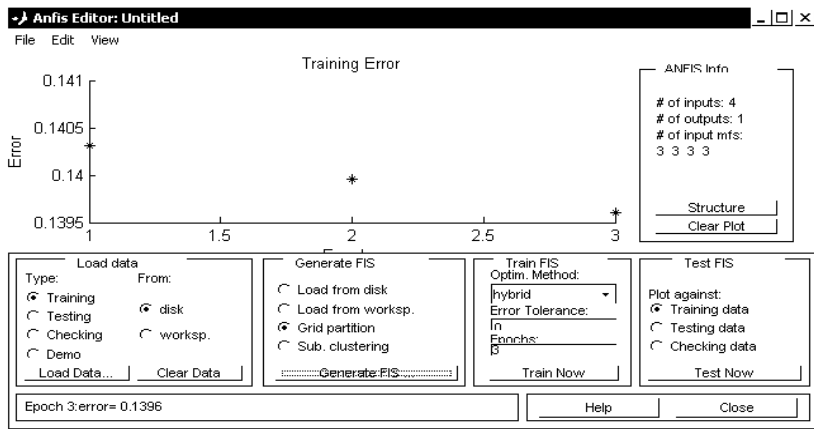 Anfis Editor: Untitled
File Edit View
Training Error
0.141
0.1405
0.14
0.1395
Error
1 1.5 2 2.5 3
ANFIS Info
# of inputs: 4
# of outputs: 1
# of input mfs:
3 3 3 3
Structure
Clear Plot
Load data
Type:
From:
Training
Testing
Checking
Demo
disk
worksp.
Load Data...
Clear Data
Generate FIS
Load from disk
Load from worksp.
Grid partition
Sub. clustering
Generate FIS ...
Train FIS
Optim. Method:
hybrid
Error Tolerance:
0
Epochs:
3
Train Now
Test FIS
Plot against:
Training data
Testing data
Checking data
Test Now
Epoch 3:error= 0.1396
Help
Close